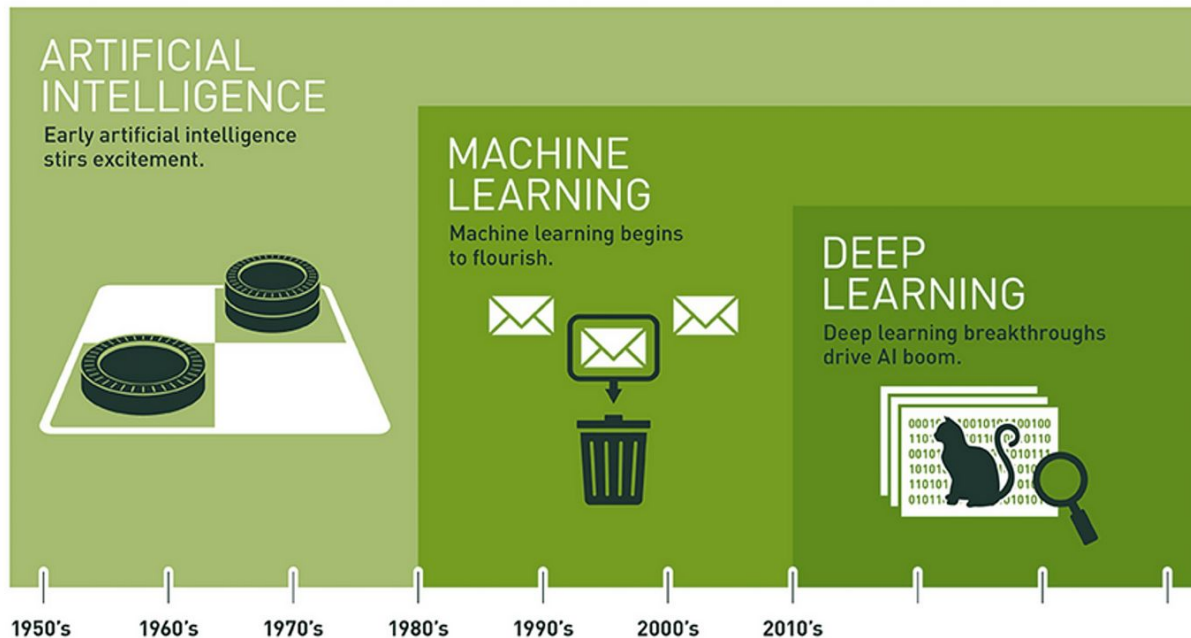 ARTIFICIAL
INTELLIGENCE
Early artificial intelligence
stirs excitement.
MACHINE
LEARNING
Machine learning begins
to flourish.
DEEP
LEARNING
Deep learning breakthroughs
drive AI boom.
1950's 1960's 1970's 1980's 1990's 2000's 2010's